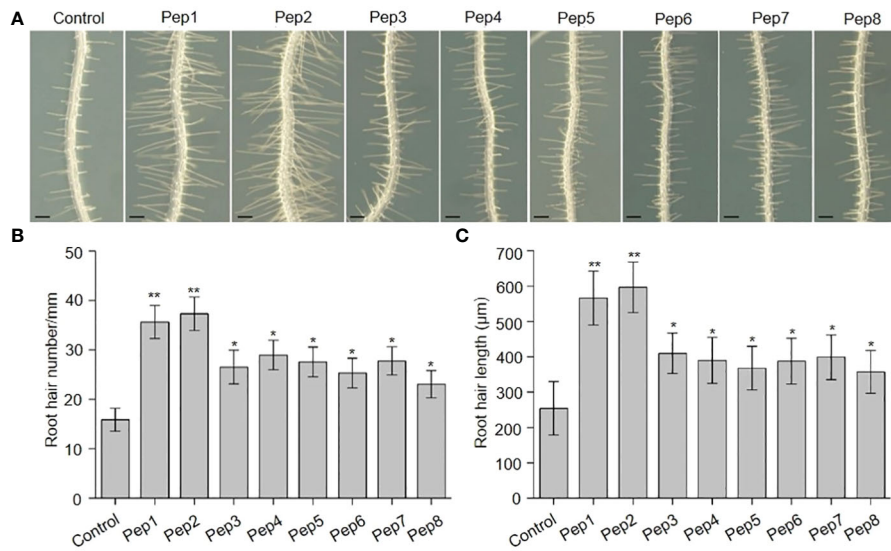 A Control Pep1 Pep2 Pep3 Pep4 Pep5 Pep6 Pep7 Pep8
B
Root hair number/mm
50
40
30
20
10
0
** ** * * * * * *
Control Pep1 Pep2 Pep3 Pep4 Pep5 Pep6 Pep7 Pep8
C
Root hair length (μm)
700
600
500
400
300
200
100
0
** ** * * * * * *
Control Pep1 Pep2 Pep3 Pep4 Pep5 Pep6 Pep7 Pep8